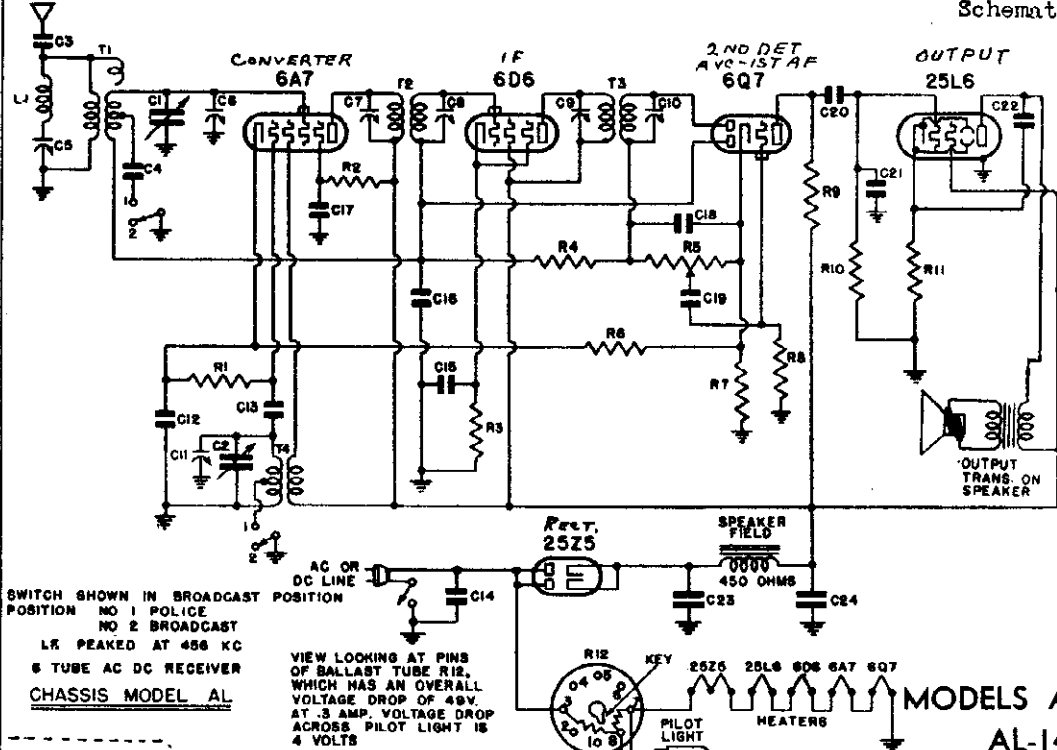 Schemat
C3
T1
CONVERTER
6A7
IF
6D6
2ND DET
AVC-1ST AF
6Q7
OUTPUT
25L6
C1
C6
C7
T2
C8
C9
T3
C10
C20
C22
C5
C4
R2
C17
R9
C21
1
2
C18
R4
R5
R10
R11
C16
C19
R6
R1
C15
R7
R8
C12
C13
R3
C11
C2
T4
OUTPUT
TRANS. ON
SPEAKER
1
2
RECT.
25Z5
SPEAKER
FIELD
450 OHMS
AC OR
DC LINE
C14
C23
C24
SWITCH SHOWN IN BROADCAST POSITION
POSITION NO 1 POLICE
NO 2 BROADCAST
PEAKED AT 456 KC
6 TUBE AC DC RECEIVER
CHASSIS MODEL AL
VIEW LOOKING AT PINS
OF BALLAST TUBE R12,
WHICH HAS AN OVERALL
VOLTAGE DROP OF 49V.
AT .3 AMP. VOLTAGE DROP
ACROSS PILOT LIGHT IS
4 VOLTS
R12
KEY
25Z5 25L6 6D6 6A7 6Q7
HEATERS
PILOT
LIGHT
MODELS A
AL-14